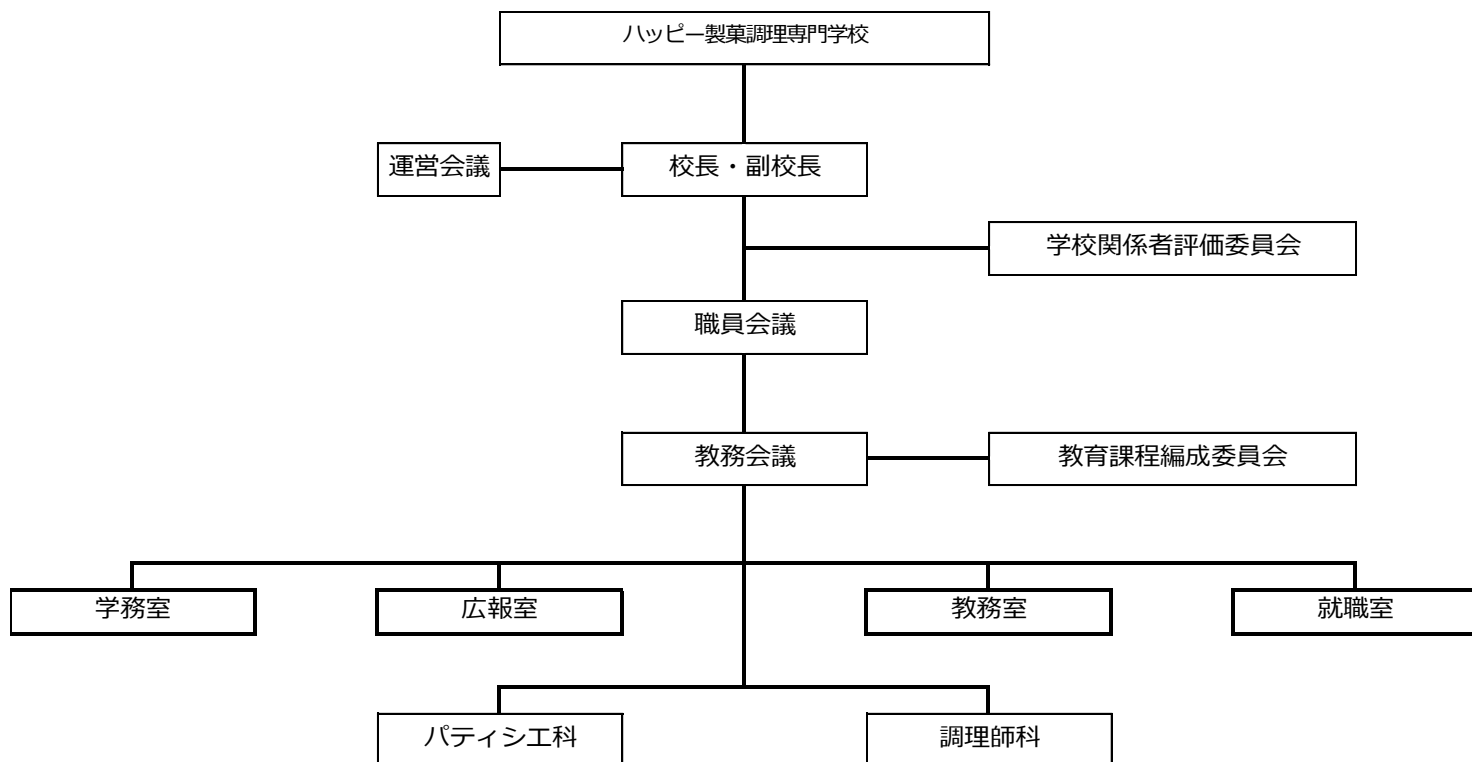 ハッピー製菓調理専門学校
運営会議
校長・副校長
学校関係者評価委員会
職員会議
教務会議
教育課程編成委員会
学務室
広報室
教務室
就職室
パティシエ科
調理師科